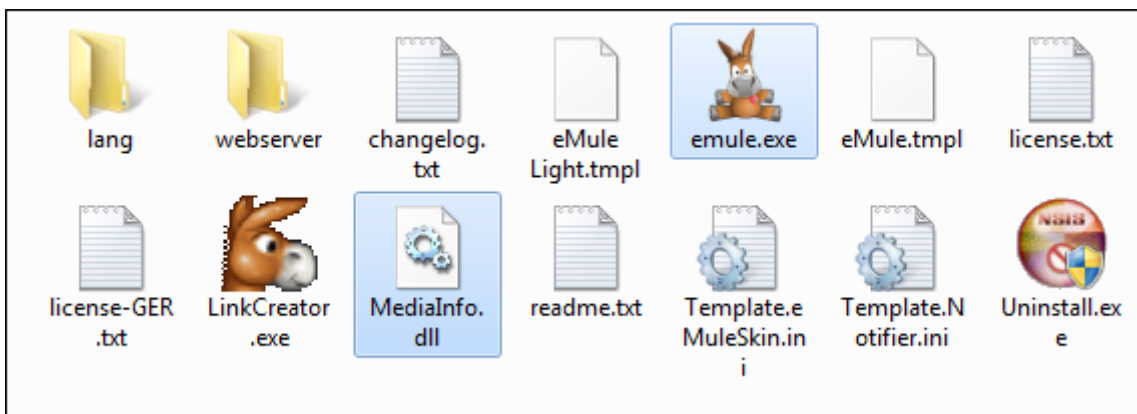 lang
webserver
changelog.
txt
eMule
Light.tmpl
emule.exe
eMule.tmpl
license.txt
license-GER
.txt
LinkCreator
.exe
MediaInfo.
dll
readme.txt
Template.e
MuleSkin.in
i
Template.N
otifier.ini
NSIS
Uninstall.ex
e